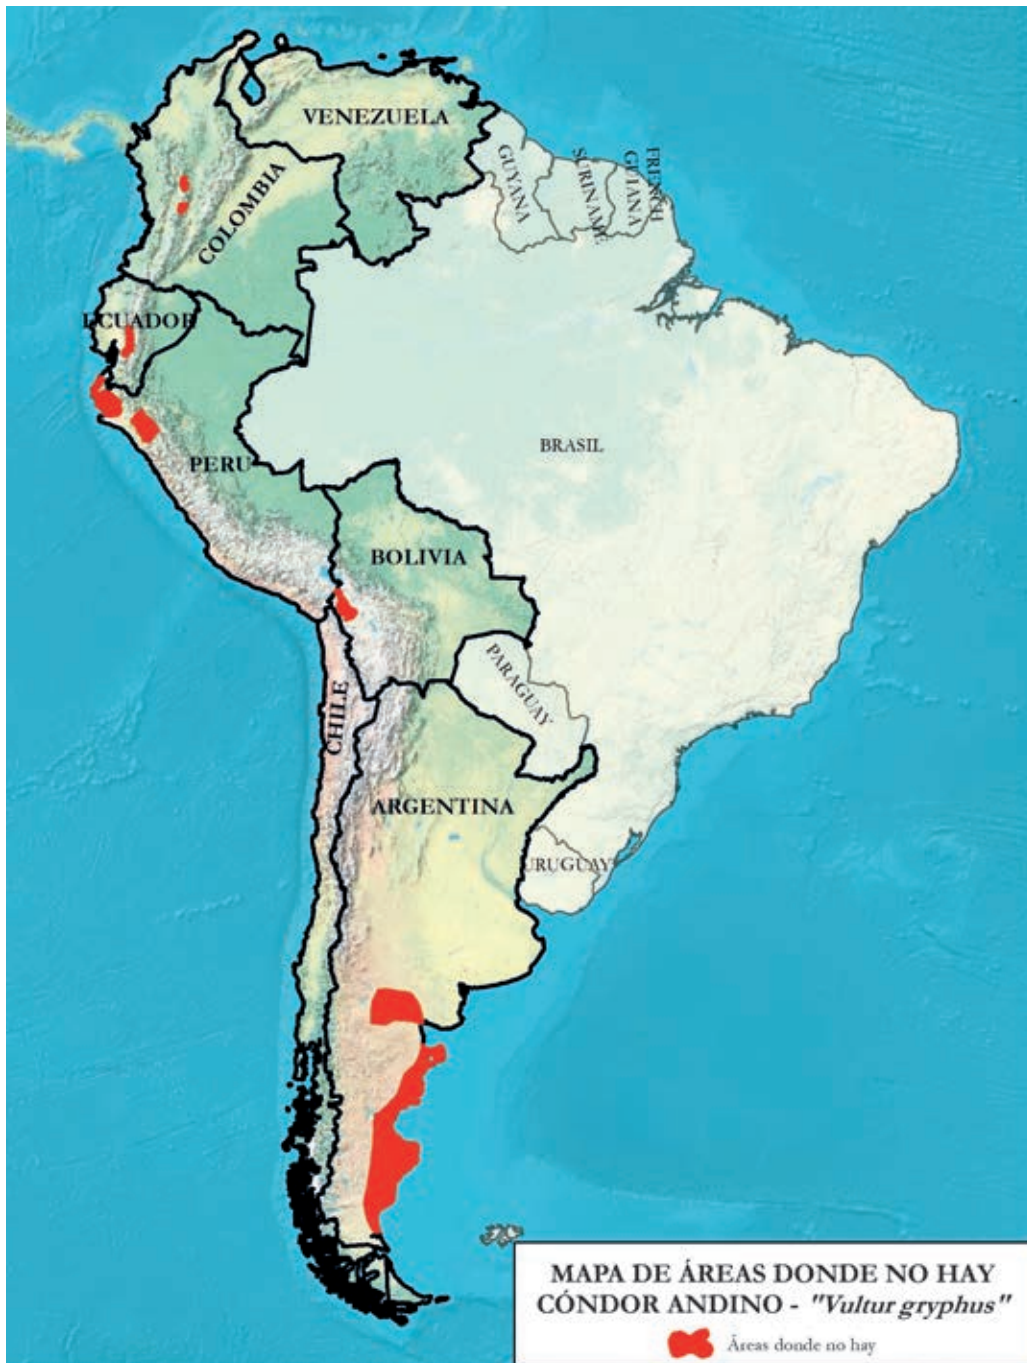 VENEZUELA
GUYANA
SURINAME
FRENCH
GUIANA
COLOMBIA
ECUADOR
BRASIL
PERU
BOLIVIA
PARAGUAY
CHILE
ARGENTINA
URUGUAY
MAPA DE ÁREAS DONDE NO HAY
CÓNDOR ANDINO - "Vultur gryphus"
Áreas donde no hay